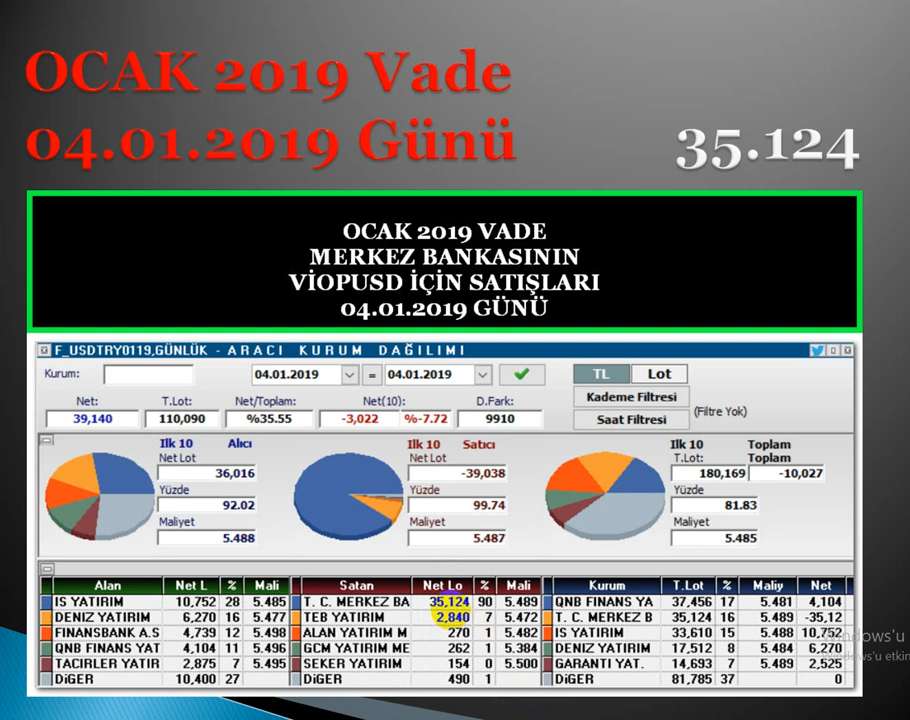 OCAK 2019 Vade
04.01.2019 Günü 35.124
OCAK 2019 VADE
MERKEZ BANKASININ
VİOPUSD İÇİN SATIŞLARI
04.01.2019 GÜNÜ
F_USDTRY0119,GÜNLÜK - ARACI KURUM DAĞILIMI
Kurum: 04.01.2019 = 04.01.2019 TL Lot
Kademe Filtresi
Net: T.Lot: Net/Toplam: Net(10): D.Fark:
39,140 110,090 %35.55 -3,022 %-7.72 9910 Saat Filtresi (Filtre Yok)
Ilk 10 Alıcı Ilk 10 Satıcı Ilk 10 Toplam
Net Lot Net Lot T.Lot: Toplam
36,016 -39,038 180,169 -10,027
Yüzde Yüzde Yüzde
92.02 99.74 81.83
Maliyet Maliyet Maliyet
5.488 5.487 5.485
Alan Net L % Mali Satan Net Lo % Mali Kurum T.Lot % Maliy Net
IS YATIRIM 10,752 28 5.485 T. C. MERKEZ BA 35,124 90 5.489 QNB FINANS YA 37,456 17 5.481 4,104
DENIZ YATIRIM 6,270 16 5.477 TEB YATIRIM 2,840 7 5.472 T. C. MERKEZ B 35,124 16 5.489 -35,12
FINANSBANK A.S 4,739 12 5.498 ALAN YATIRIM M 270 1 5.482 IS YATIRIM 33,610 15 5.488 10,752
QNB FINANS YAT 4,104 11 5.496 GCM YATIRIM ME 262 1 5.384 DENIZ YATIRIM 17,512 8 5.484 6,270
TACIRLER YATIR 2,875 7 5.495 SEKER YATIRIM 154 0 5.500 GARANTI YAT. 14,693 7 5.489 2,525
DiGER 10,400 27 DiGER 490 1 DiGER 81,785 37 0